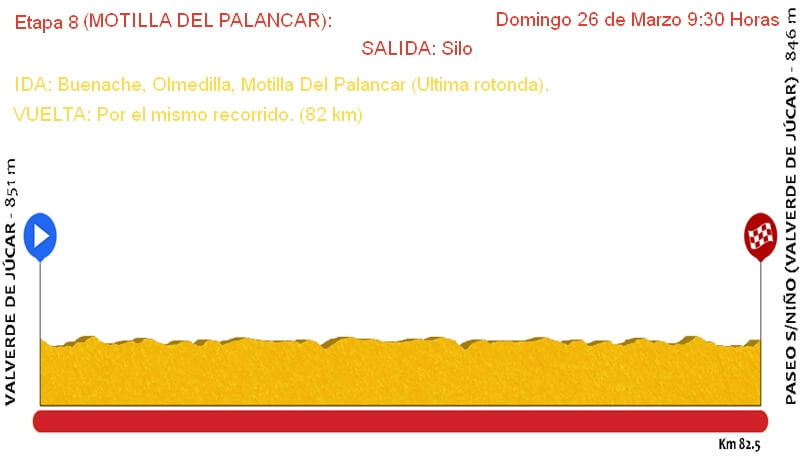 Etapa 8 (MOTILLA DEL PALANCAR):
Domingo 26 de Marzo 9:30 Horas
SALIDA: Silo
IDA: Buenache, Olmedilla, Motilla Del Palancar (Ultima rotonda).
VUELTA: Por el mismo recorrido. (82 km)
VALVERDE DE JÚCAR - 851 m
PASEO S/NIÑO (VALVERDE DE JÚCAR) - 846 m
Km 82.5